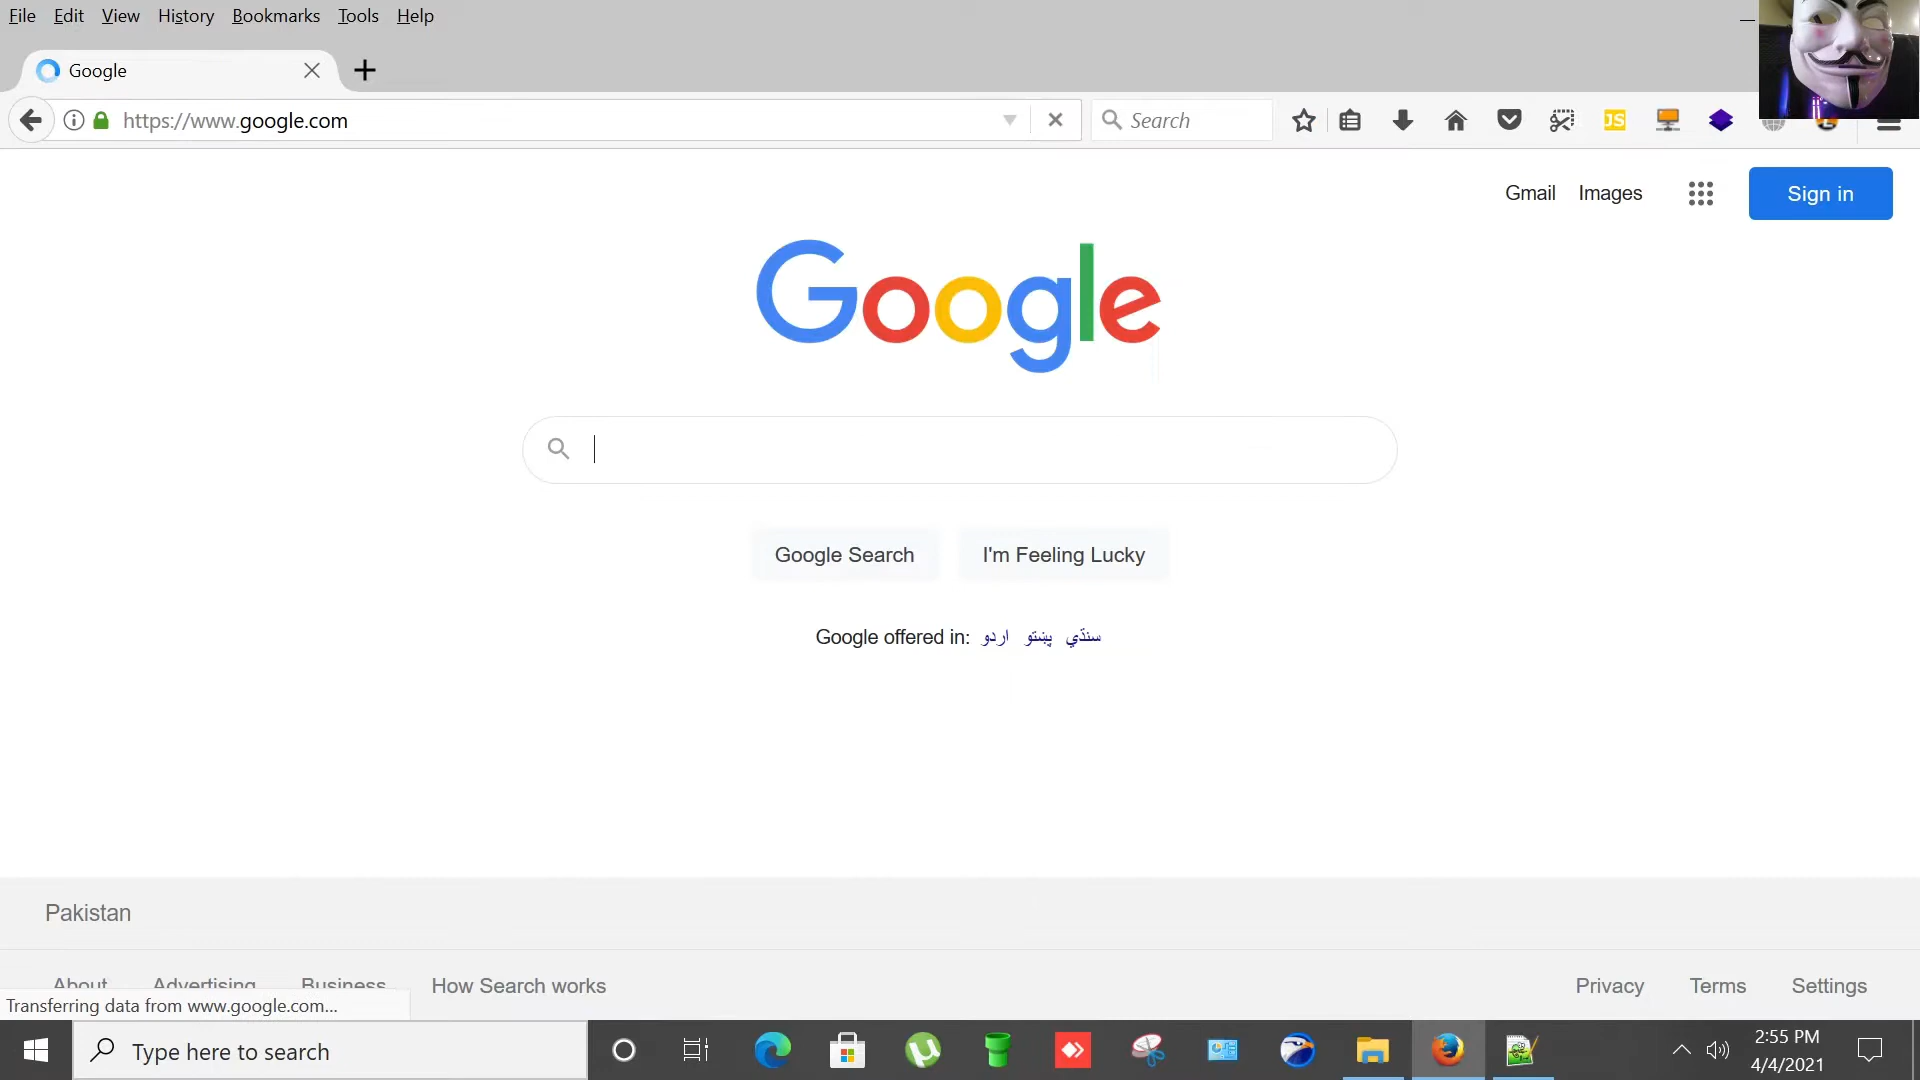 File Edit View History Bookmarks Tools Help
Google
https://www.google.com
Search
JS
Gmail Images Sign in
Google
Google Search I'm Feeling Lucky
Google offered in: اردو پښتو سنڌي
Pakistan
About Advertising Business How Search works Privacy Terms Settings
Transferring data from www.google.com...
Type here to search
2:55 PM
4/4/2021